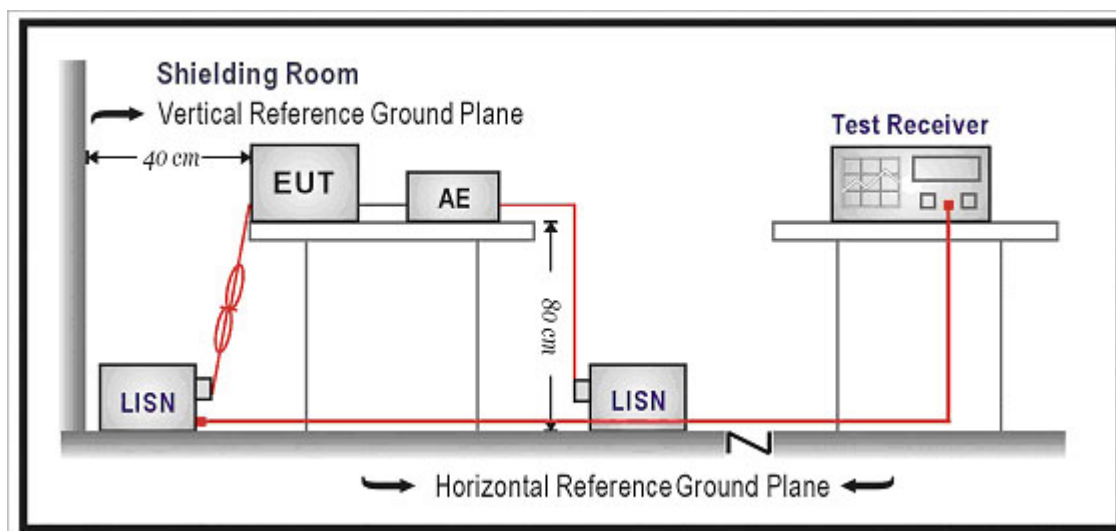 Shielding Room
Vertical Reference Ground Plane
40 cm
EUT
AE
Test Receiver
80 cm
LISN
LISN
Horizontal Reference Ground Plane